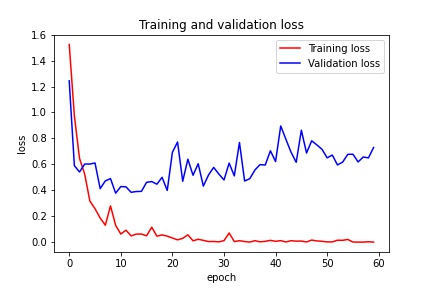 Training and validation loss
1.6
1.4
1.2
1.0
0.8
0.6
0.4
0.2
0.0
loss
Training loss
Validation loss
0 10 20 30 40 50 60
epoch